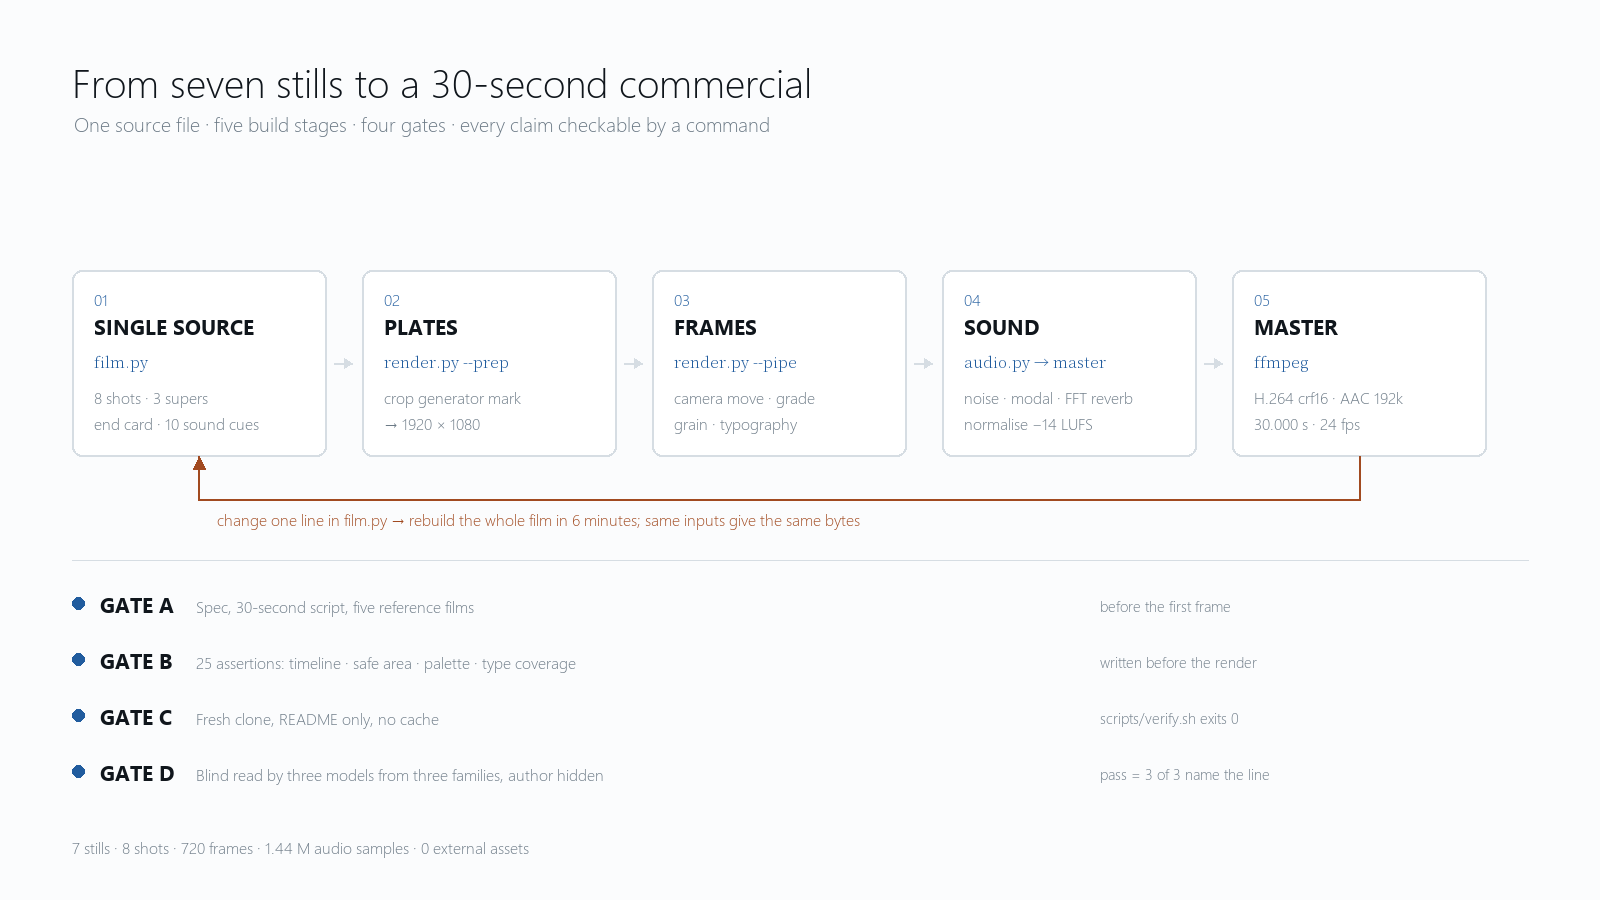 From seven stills to a 30-second commercial
One source file · five build stages · four gates · every claim checkable by a command
01
SINGLE SOURCE
film.py
8 shots · 3 supers
end card · 10 sound cues
02
PLATES
render.py --prep
crop generator mark
→ 1920 × 1080
03
FRAMES
render.py --pipe
camera move · grade
grain · typography
04
SOUND
audio.py → master
noise · modal · FFT reverb
normalise −14 LUFS
05
MASTER
ffmpeg
H.264 crf16 · AAC 192k
30.000 s · 24 fps
change one line in film.py → rebuild the whole film in 6 minutes; same inputs give the same bytes
GATE A Spec, 30-second script, five reference films before the first frame
GATE B 25 assertions: timeline · safe area · palette · type coverage written before the render
GATE C Fresh clone, README only, no cache scripts/verify.sh exits 0
GATE D Blind read by three models from three families, author hidden pass = 3 of 3 name the line
7 stills · 8 shots · 720 frames · 1.44 M audio samples · 0 external assets